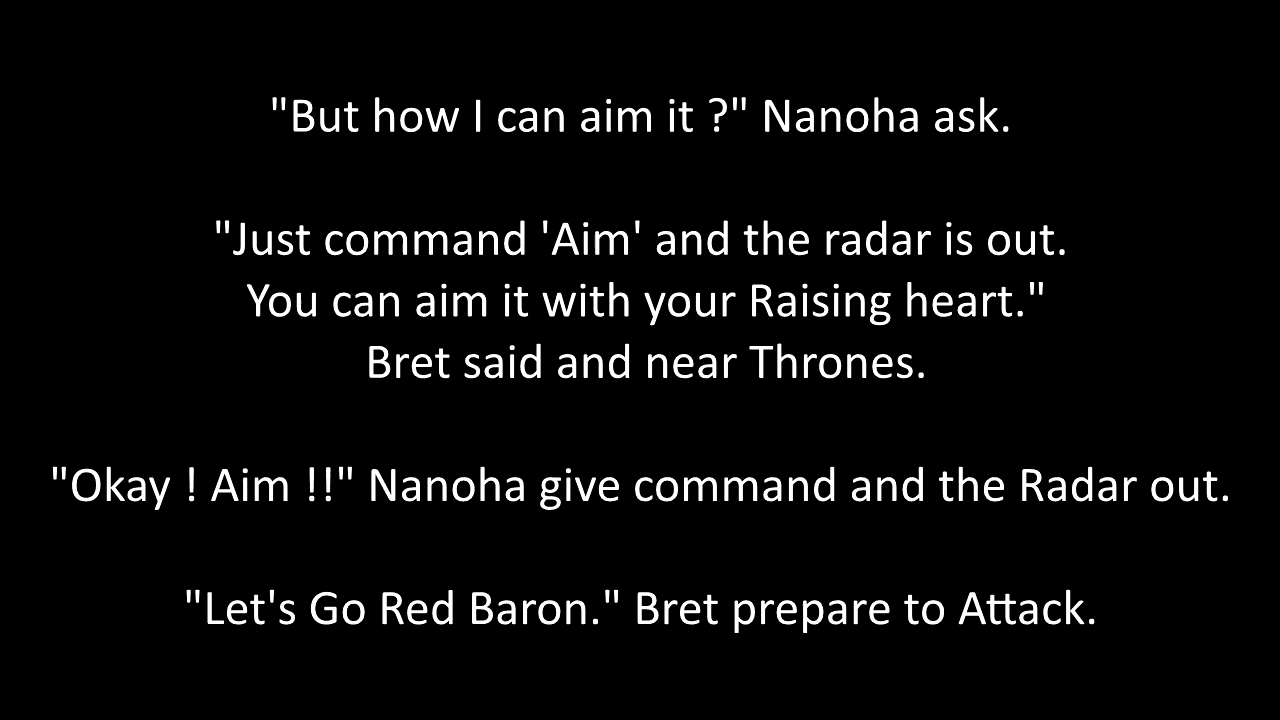 "But how I can aim it ?" Nanoha ask.
"Just command 'Aim' and the radar is out.
You can aim it with your Raising heart."
Bret said and near Thrones.
"Okay ! Aim !!" Nanoha give command and the Radar out.
"Let's Go Red Baron." Bret prepare to Attack.